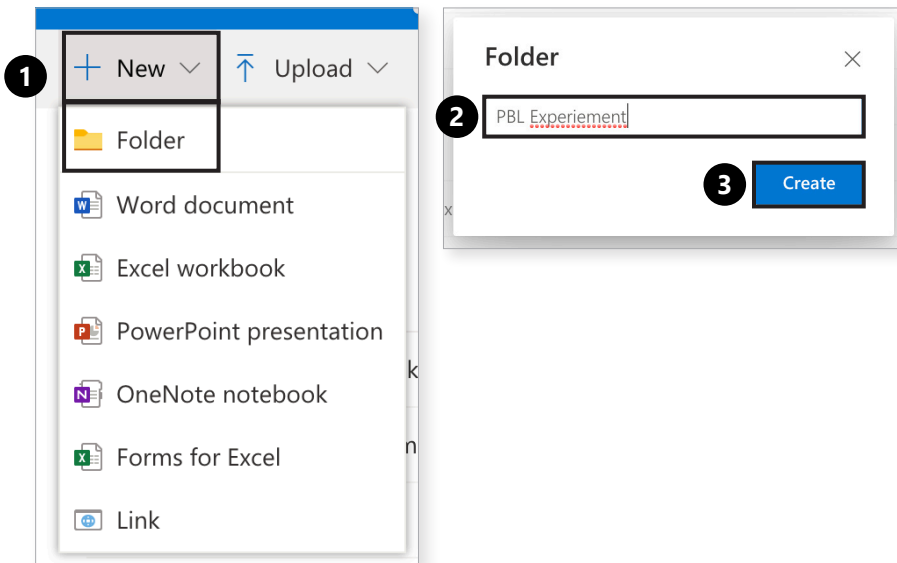 1
New
Upload
Folder
Word document
Excel workbook
PowerPoint presentation
OneNote notebook
Forms for Excel
Link
k
m
Folder
2
PBL Experiement
3
Create
x